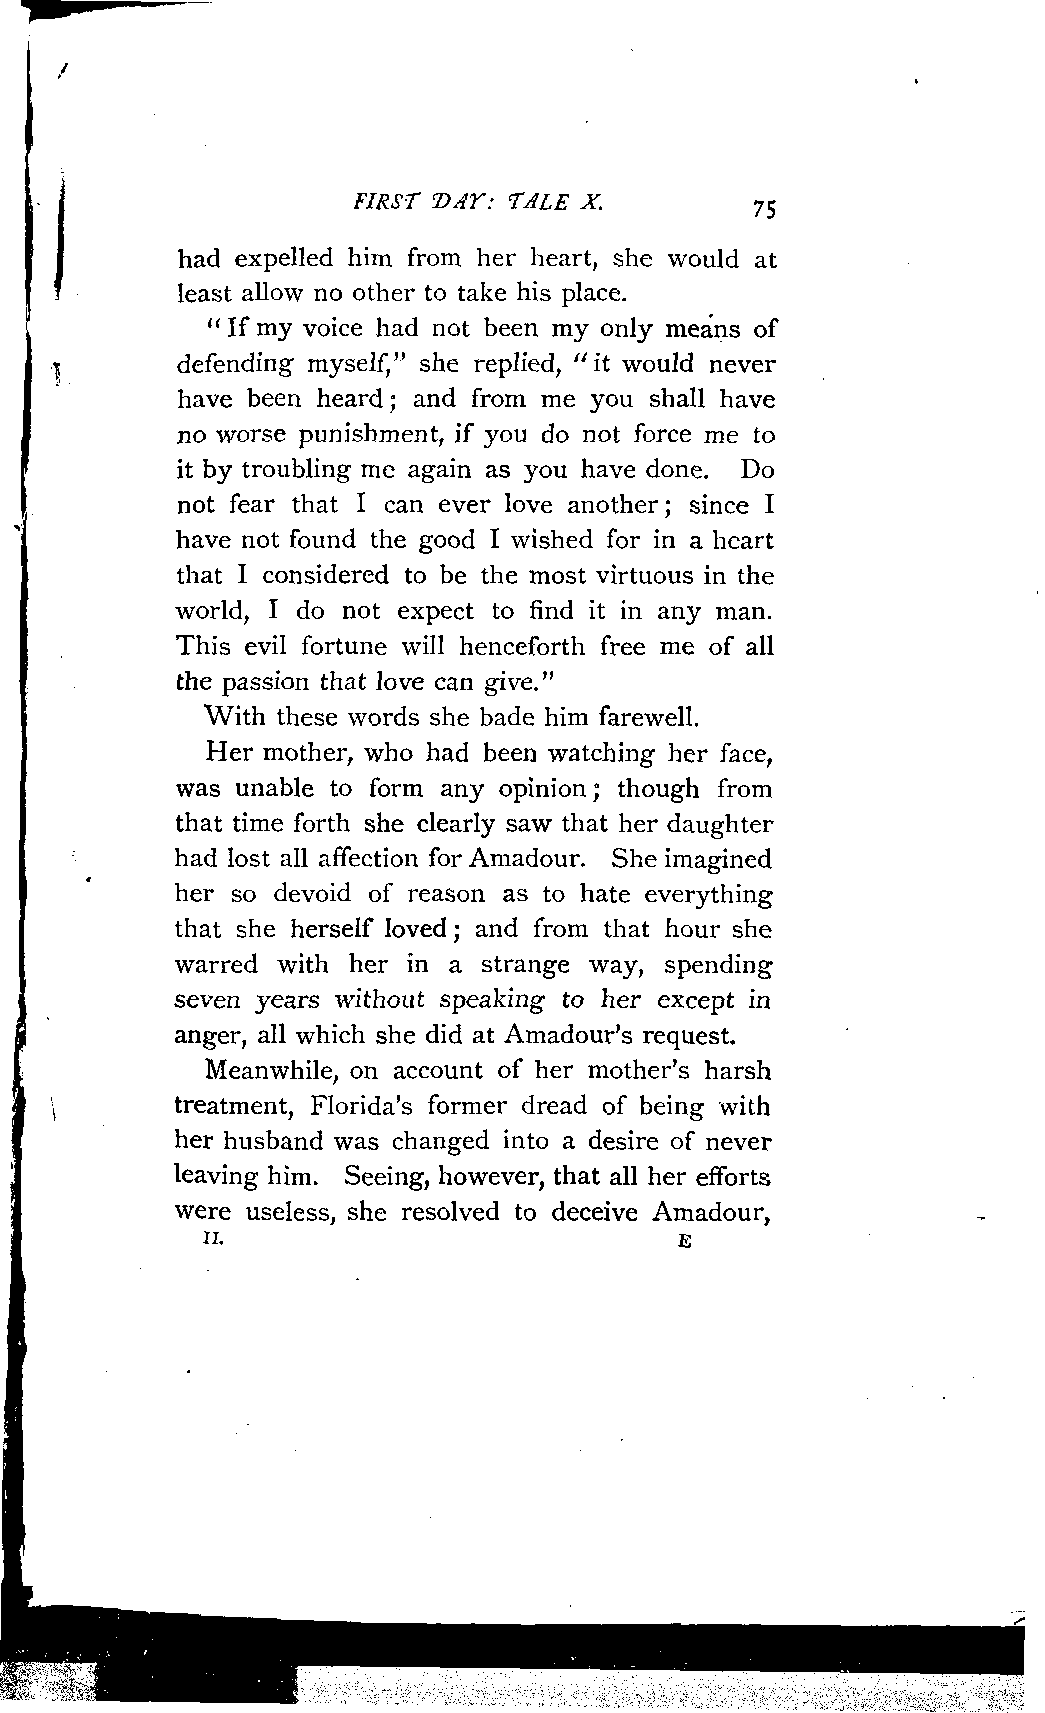 FIRST DAY: TALE X. 75
had expelled him from her heart, she would at
least allow no other to take his place.
"If my voice had not been my only means of
defending myself," she replied, "it would never
have been heard; and from me you shall have
no worse punishment, if you do not force me to
it by troubling me again as you have done. Do
not fear that I can ever love another; since I
have not found the good I wished for in a heart
that I considered to be the most virtuous in the
world, I do not expect to find it in any man.
This evil fortune will henceforth free me of all
the passion that love can give."
With these words she bade him farewell.
Her mother, who had been watching her face,
was unable to form any opinion; though from
that time forth she clearly saw that her daughter
had lost all affection for Amadour. She imagined
her so devoid of reason as to hate everything
that she herself loved; and from that hour she
warred with her in a strange way, spending
seven years without speaking to her except in
anger, all which she did at Amadour's request.
Meanwhile, on account of her mother's harsh
treatment, Florida's former dread of being with
her husband was changed into a desire of never
leaving him. Seeing, however, that all her efforts
were useless, she resolved to deceive Amadour,
II. E